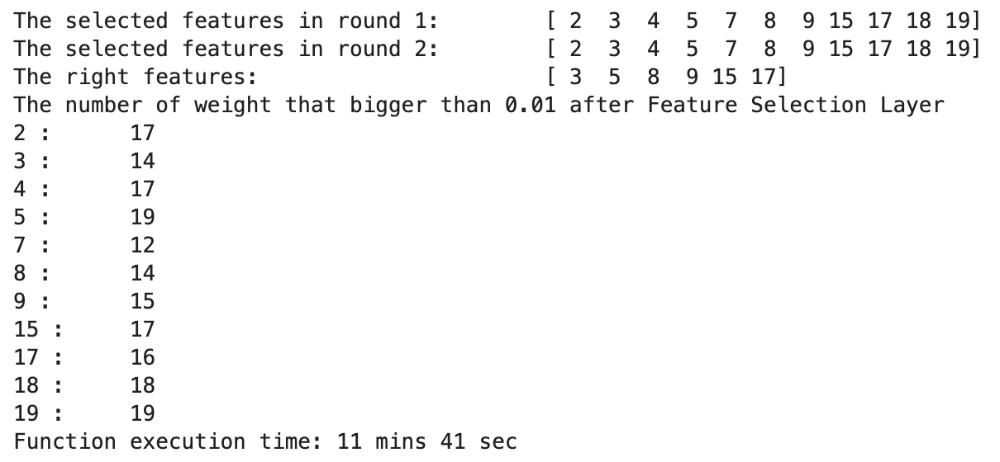 The selected features in round 1: [ 2 3 4 5 7 8 9 15 17 18 19]
The selected features in round 2: [ 2 3 4 5 7 8 9 15 17 18 19]
The right features: [ 3 5 8 9 15 17]
The number of weight that bigger than 0.01 after Feature Selection Layer
2 : 17
3 : 14
4 : 17
5 : 19
7 : 12
8 : 14
9 : 15
15 : 17
17 : 16
18 : 18
19 : 19
Function execution time: 11 mins 41 sec